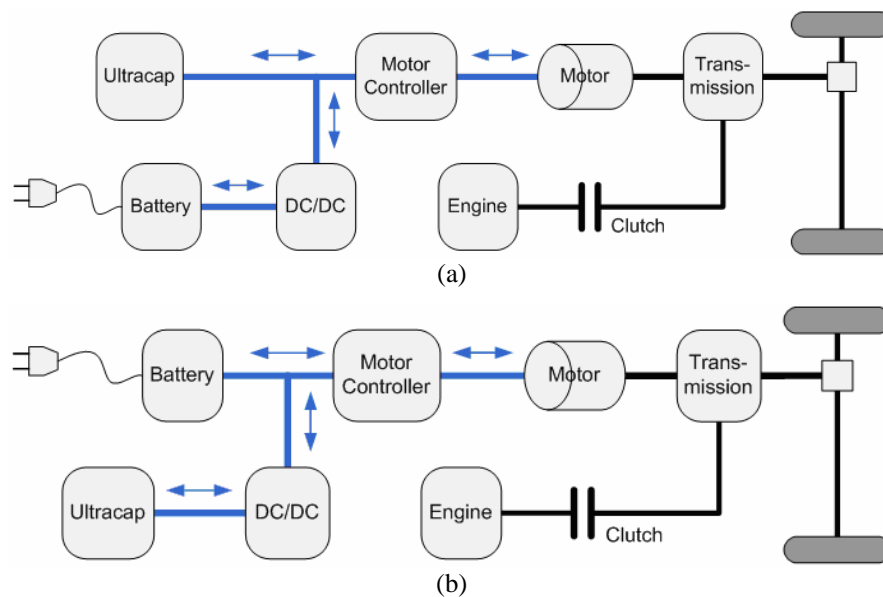 Ultracap
Motor
Controller
Motor
Trans-
mission
Battery
DC/DC
Engine
Clutch
(a)
Battery
Motor
Controller
Motor
Trans-
mission
Ultracap
DC/DC
Engine
Clutch
(b)